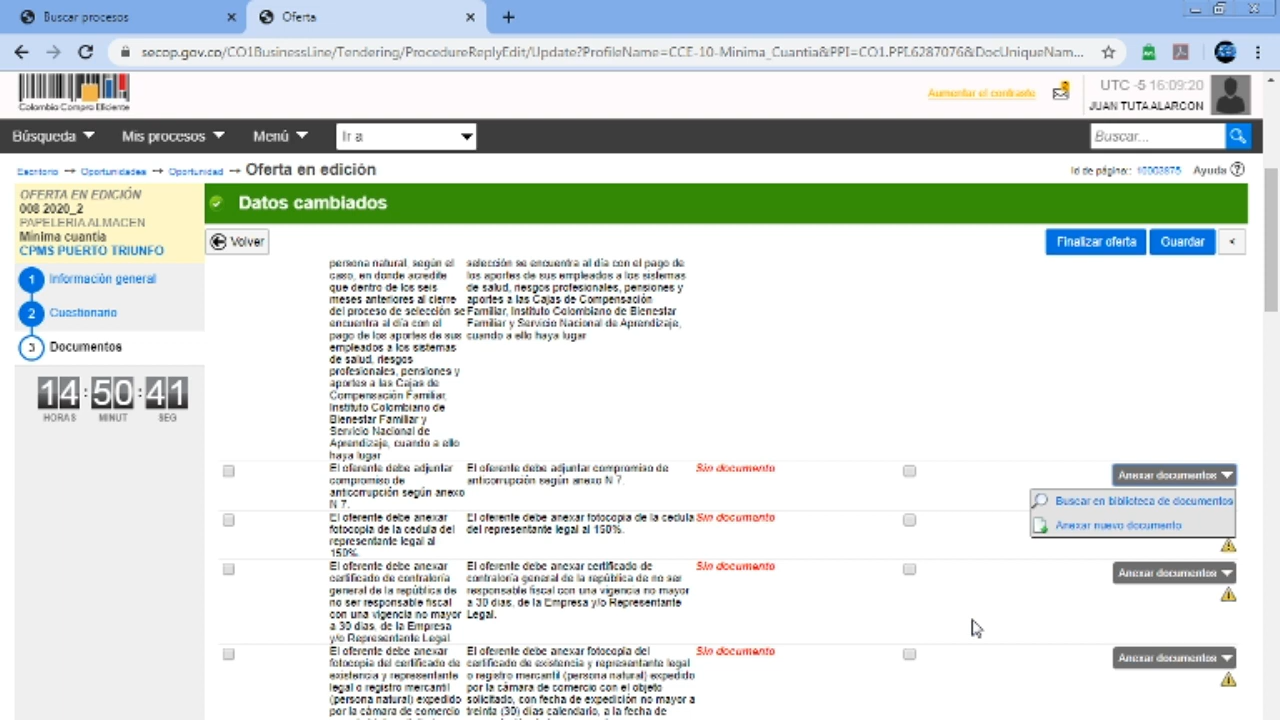 Buscar procesos
Oferta
secop.gov.co/CO1BusinessLine/Tendering/ProcedureReplyEdit/Update?ProfileName=CCE-10-Minima_Cuantia&PPI=CO1.PPI.6287076&DocUniqueNam...
Colombia Compra Eficiente
Aumentar el contraste
UTC -5 16:09:20
JUAN TUTA ALARCON
Búsqueda
Mis procesos
Menú
Ir a
Buscar...
Escritorio → Oportunidades → Oportunidad → Oferta en edición
Id de página:: 10003875 Ayuda
OFERTA EN EDICIÓN
008 2020_2
PAPELERIA ALMACEN
Mínima cuantía
CPMS PUERTO TRIUNFO
1 Información general
2 Cuestionario
3 Documentos
14:50:41
HORAS MINUT SEG
Datos cambiados
Volver
Finalizar oferta
Guardar
<
persona natural, según el
caso, en donde acredite
que dentro de los seis
meses anteriores al cierre
del proceso de selección se
encuentra al día con el
pago de los aportes de sus
empleados a los sistemas
de salud, riesgos
profesionales, pensiones y
aportes a las Cajas de
Compensación Familiar,
Instituto Colombiano de
Bienestar Familiar y
Servicio Nacional de
Aprendizaje, cuando a ello
haya lugar
selección se encuentra al día con el pago de
los aportes de sus empleados a los sistemas
de salud, riesgos profesionales, pensiones y
aportes a las Cajas de Compensación
Familiar, Instituto Colombiano de Bienestar
Familiar y Servicio Nacional de Aprendizaje,
cuando a ello haya lugar
El oferente debe adjuntar
compromiso de
anticorrupción según anexo
N 7.
El oferente debe adjuntar compromiso de
anticorrupción según anexo N 7.
Sin documento
Anexar documentos
Buscar en biblioteca de documentos
Anexar nuevo documento
El oferente debe anexar
fotocopia de la cedula del
representante legal al
150%.
El oferente debe anexar fotocopia de la cedula
del representante legal al 150%.
Sin documento
El oferente debe anexar
certificado de contraloría
general de la república de
no ser responsable fiscal
con una vigencia no mayor
a 30 días, de la Empresa
y/o Representante Legal
El oferente debe anexar certificado de
contraloría general de la república de no ser
responsable fiscal con una vigencia no mayor
a 30 días, de la Empresa y/o Representante
Legal.
Sin documento
Anexar documentos
El oferente debe anexar
fotocopia del certificado de
existencia y representante
legal o registro mercantil
(persona natural) expedido
por la cámara de comercio
El oferente debe anexar fotocopia del
certificado de existencia y representante legal
o registro mercantil (persona natural) expedido
por la cámara de comercio con el objeto
solicitado, con fecha de expedición no mayor a
treinta (30) días calendario, a la fecha de
Sin documento
Anexar documentos